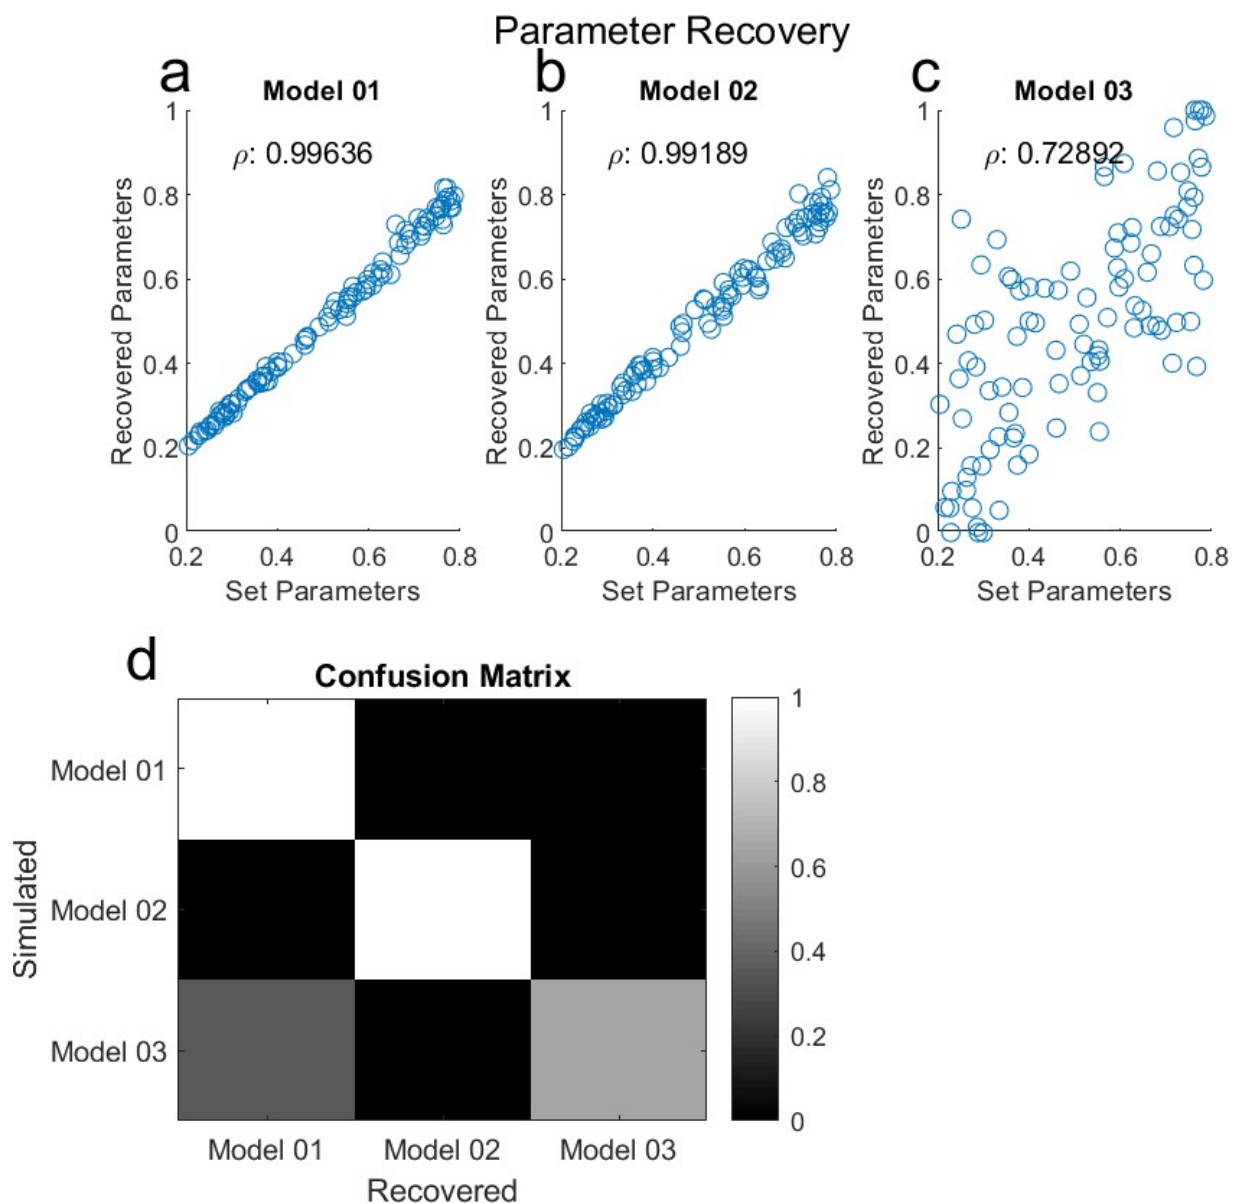 Parameter Recovery
a
Model 01
ρ: 0.99636
1
0.8
0.6
0.4
0.2
0
Recovered Parameters
0.2 0.4 0.6 0.8
Set Parameters
b
Model 02
ρ: 0.99189
1
0.8
0.6
0.4
0.2
0
Recovered Parameters
0.2 0.4 0.6 0.8
Set Parameters
c
Model 03
ρ: 0.72892
1
0.8
0.6
0.4
0.2
0
Recovered Parameters
0.2 0.4 0.6 0.8
Set Parameters
d
Confusion Matrix
Simulated
Model 01
Model 02
Model 03
Model 01 Model 02 Model 03
Recovered
1
0.8
0.6
0.4
0.2
0